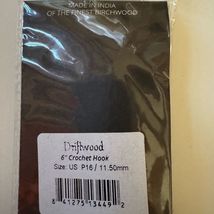 MADE IN INDIA
OF THE FINEST BIRCHWOOD
Driftwood
6" Crochet Hook
Size: US P16 / 11.50mm
8 41275 13449 2